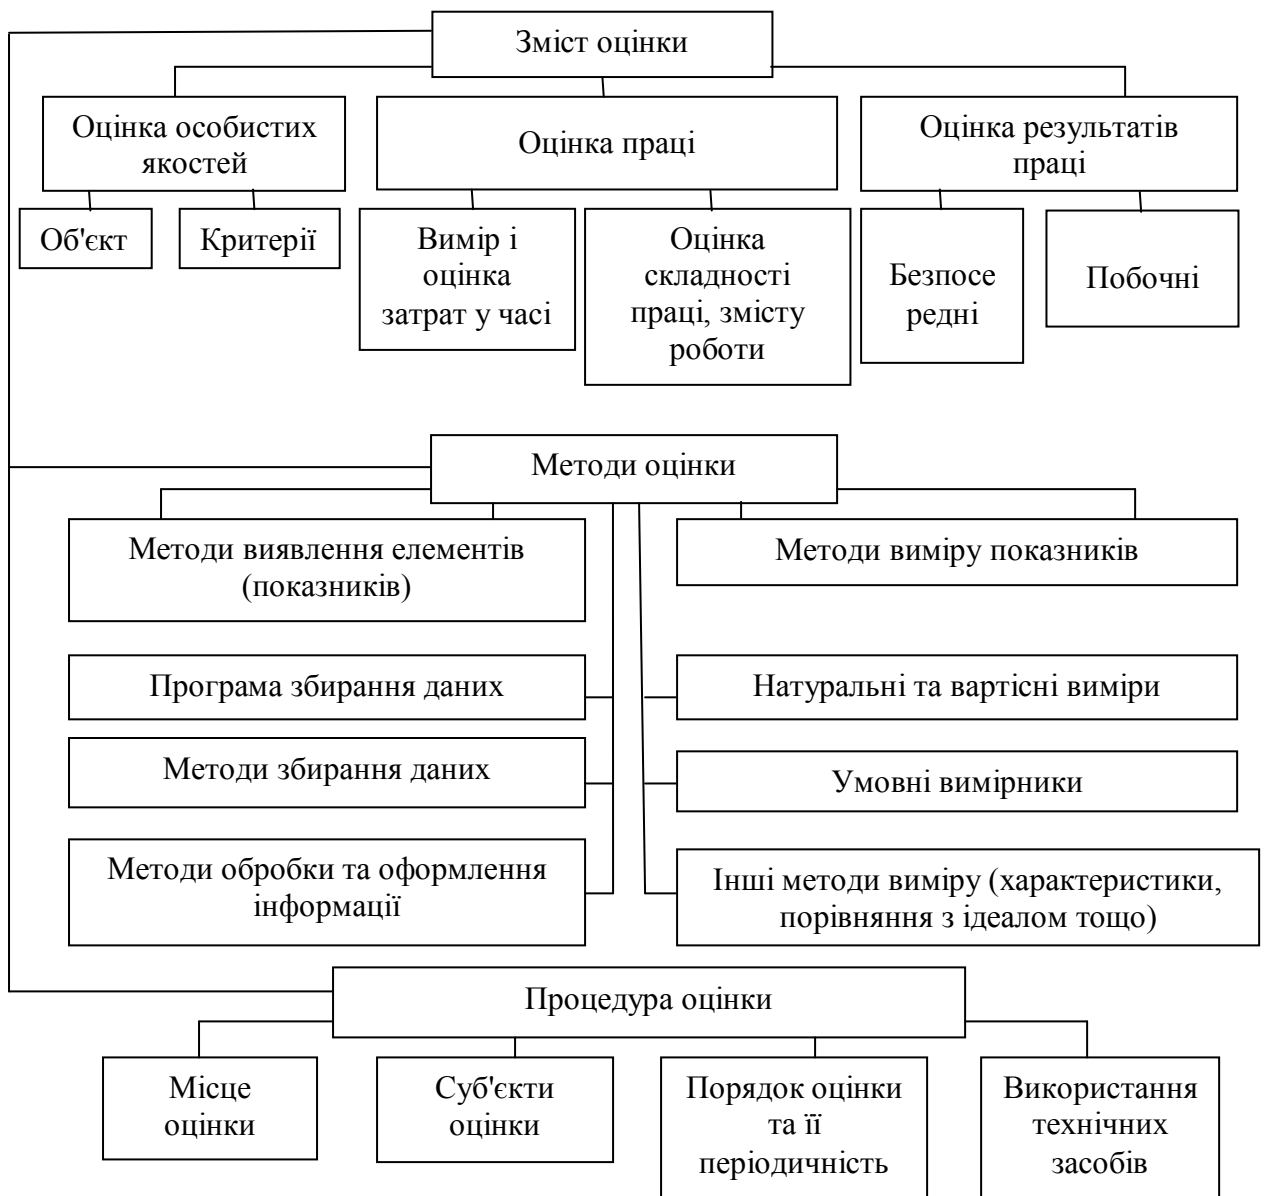 Зміст оцінки
Оцінка особистих
якостей
Оцінка праці
Оцінка результатів
праці
Об'єкт
Критерії
Вимір і
оцінка
затрат у часі
Оцінка
складності
праці, змісту
роботи
Безпосе
редні
Побочні
Методи оцінки
Методи виявлення елементів
(показників)
Методи виміру показників
Програма збирання даних
Натуральні та вартісні виміри
Методи збирання даних
Умовні вимірники
Методи обробки та оформлення
інформації
Інші методи виміру (характеристики,
порівняння з ідеалом тощо)
Процедура оцінки
Місце
оцінки
Суб'єкти
оцінки
Порядок оцінки
та її
періодичність
Використання
технічних
засобів